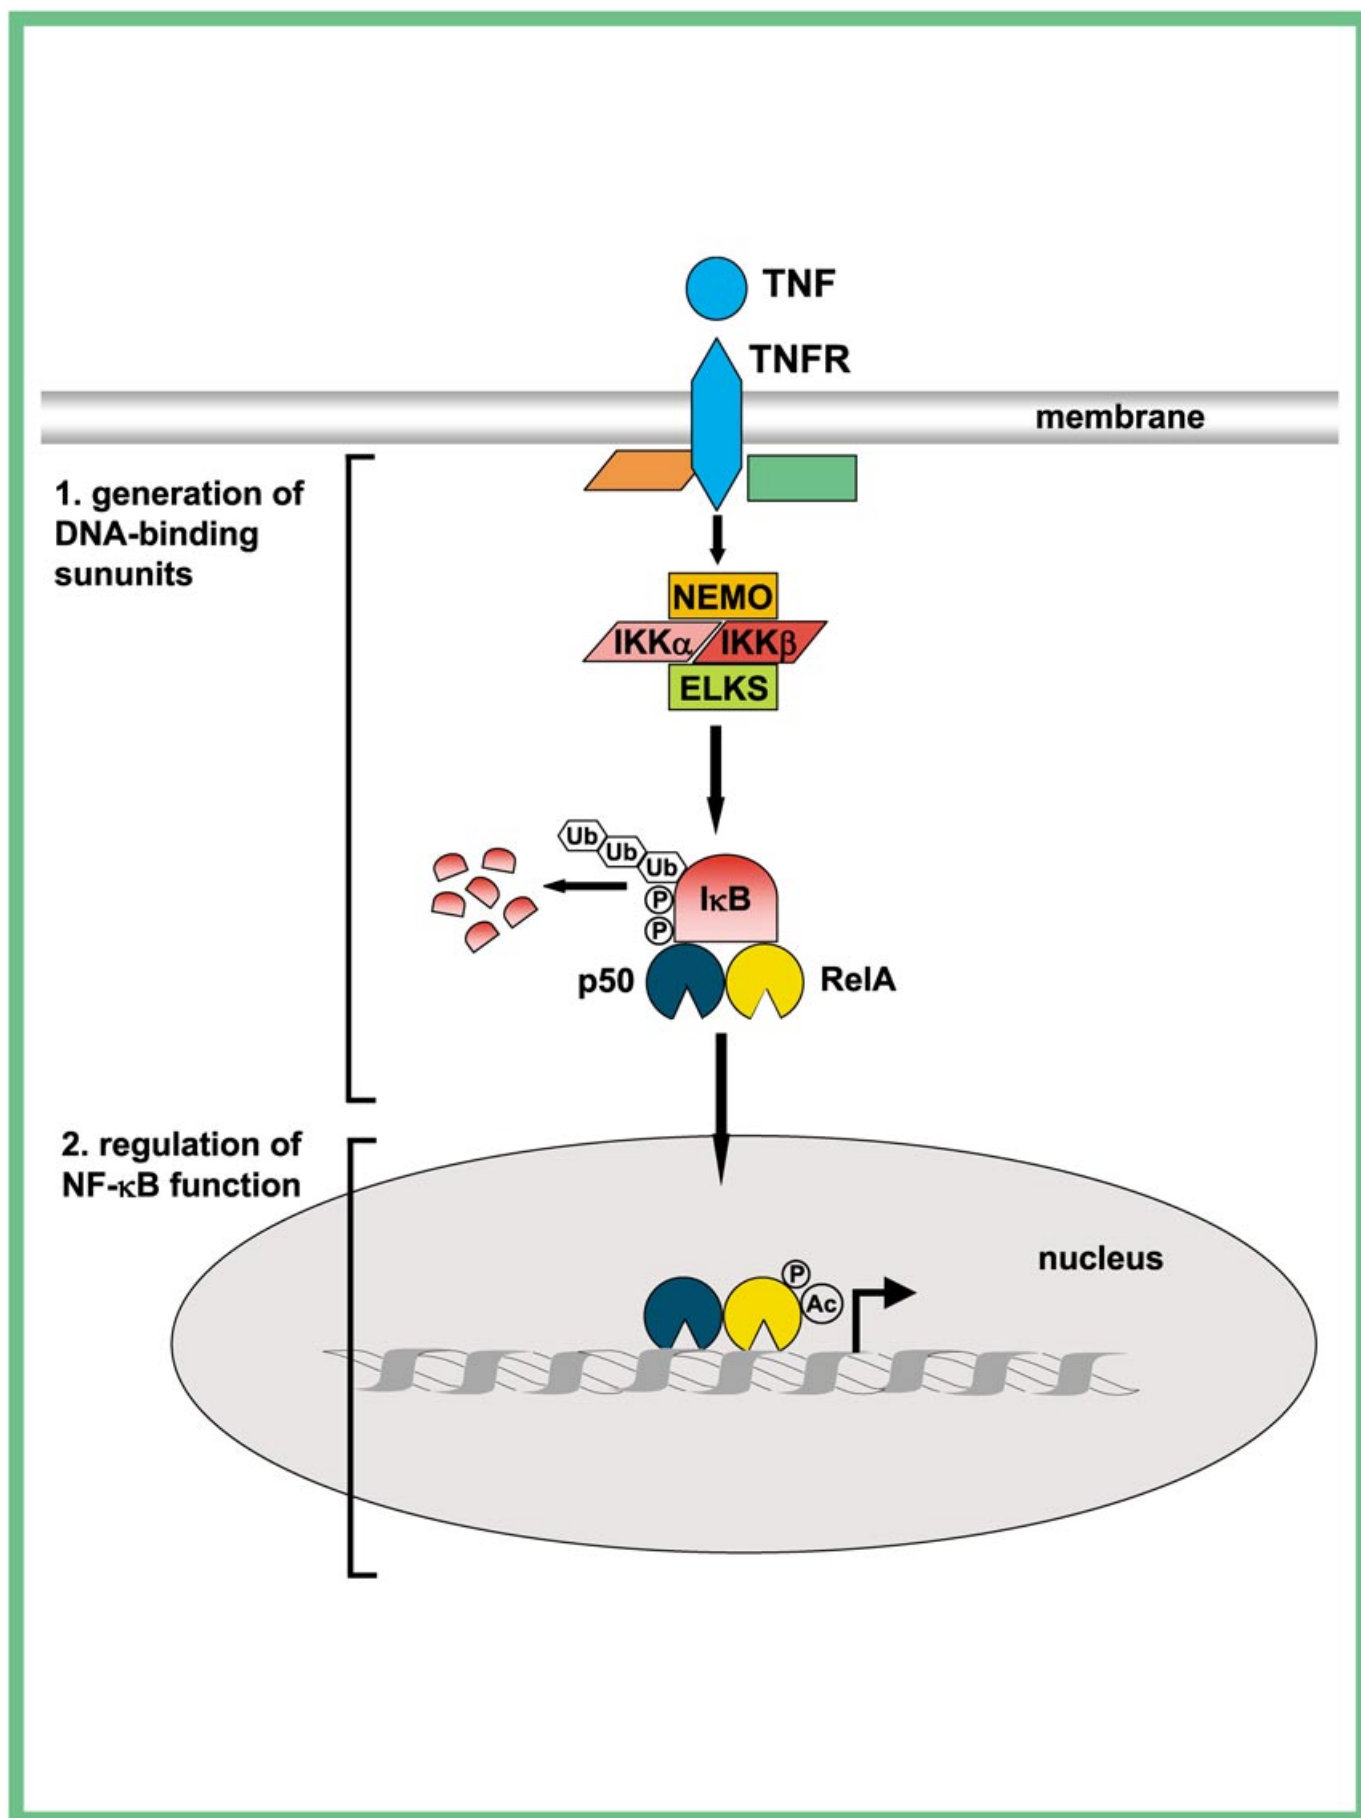 TNF
TNFR
membrane
1. generation of
DNA-binding
sununits
NEMO
IKKα IKKβ
ELKS
Ub
Ub
Ub
P
IκB
P
p50
RelA
2. regulation of
NF-κB function
nucleus
P
Ac